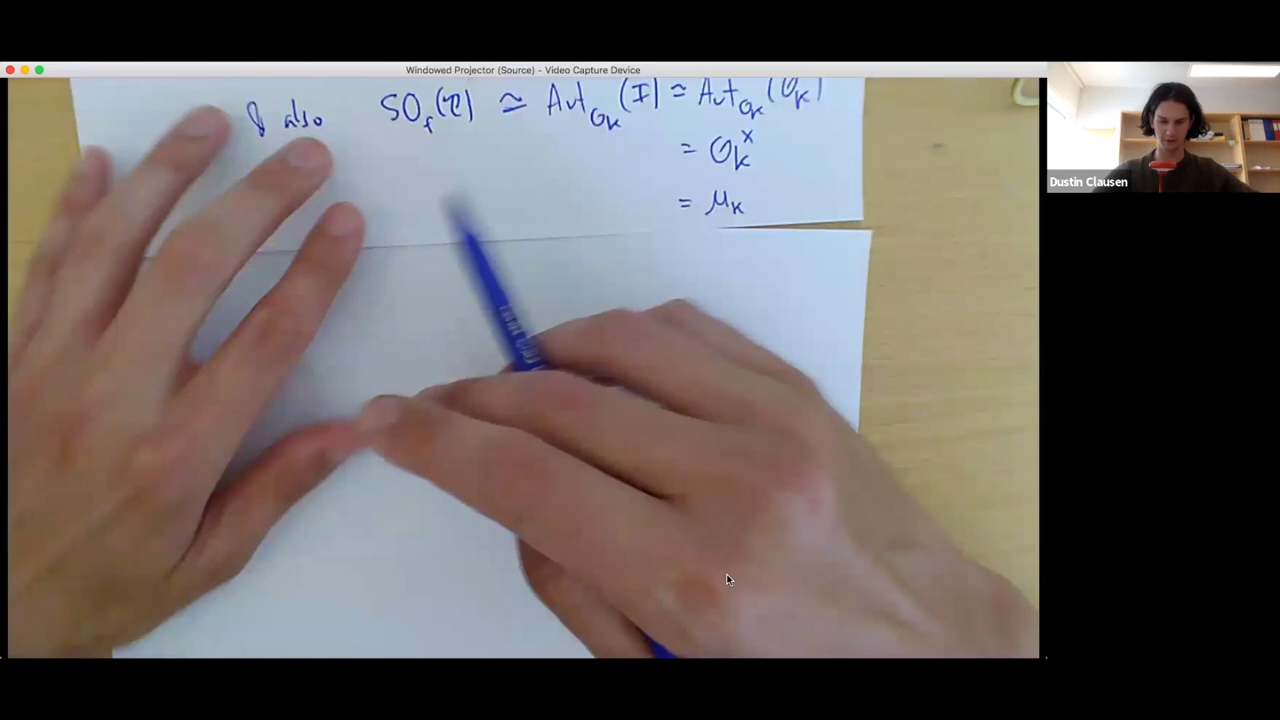 Windowed Projector (Source) - Video Capture Device
& also SO_f(ℤ) ≃ Aut_{O_K}(I) ≃ Aut_{O_K}(O_K)
= O_K^×
= μ_K
Dustin Clausen